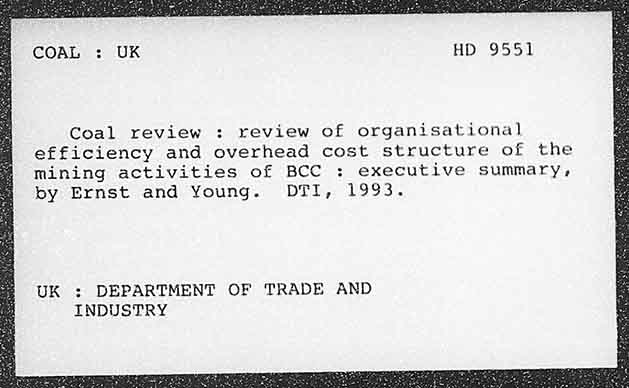 COAL : UK HD 9551
Coal review : review of organisational
efficiency and overhead cost structure of the
mining activities of BCC : executive summary,
by Ernst and Young. DTI, 1993.
UK : DEPARTMENT OF TRADE AND
INDUSTRY